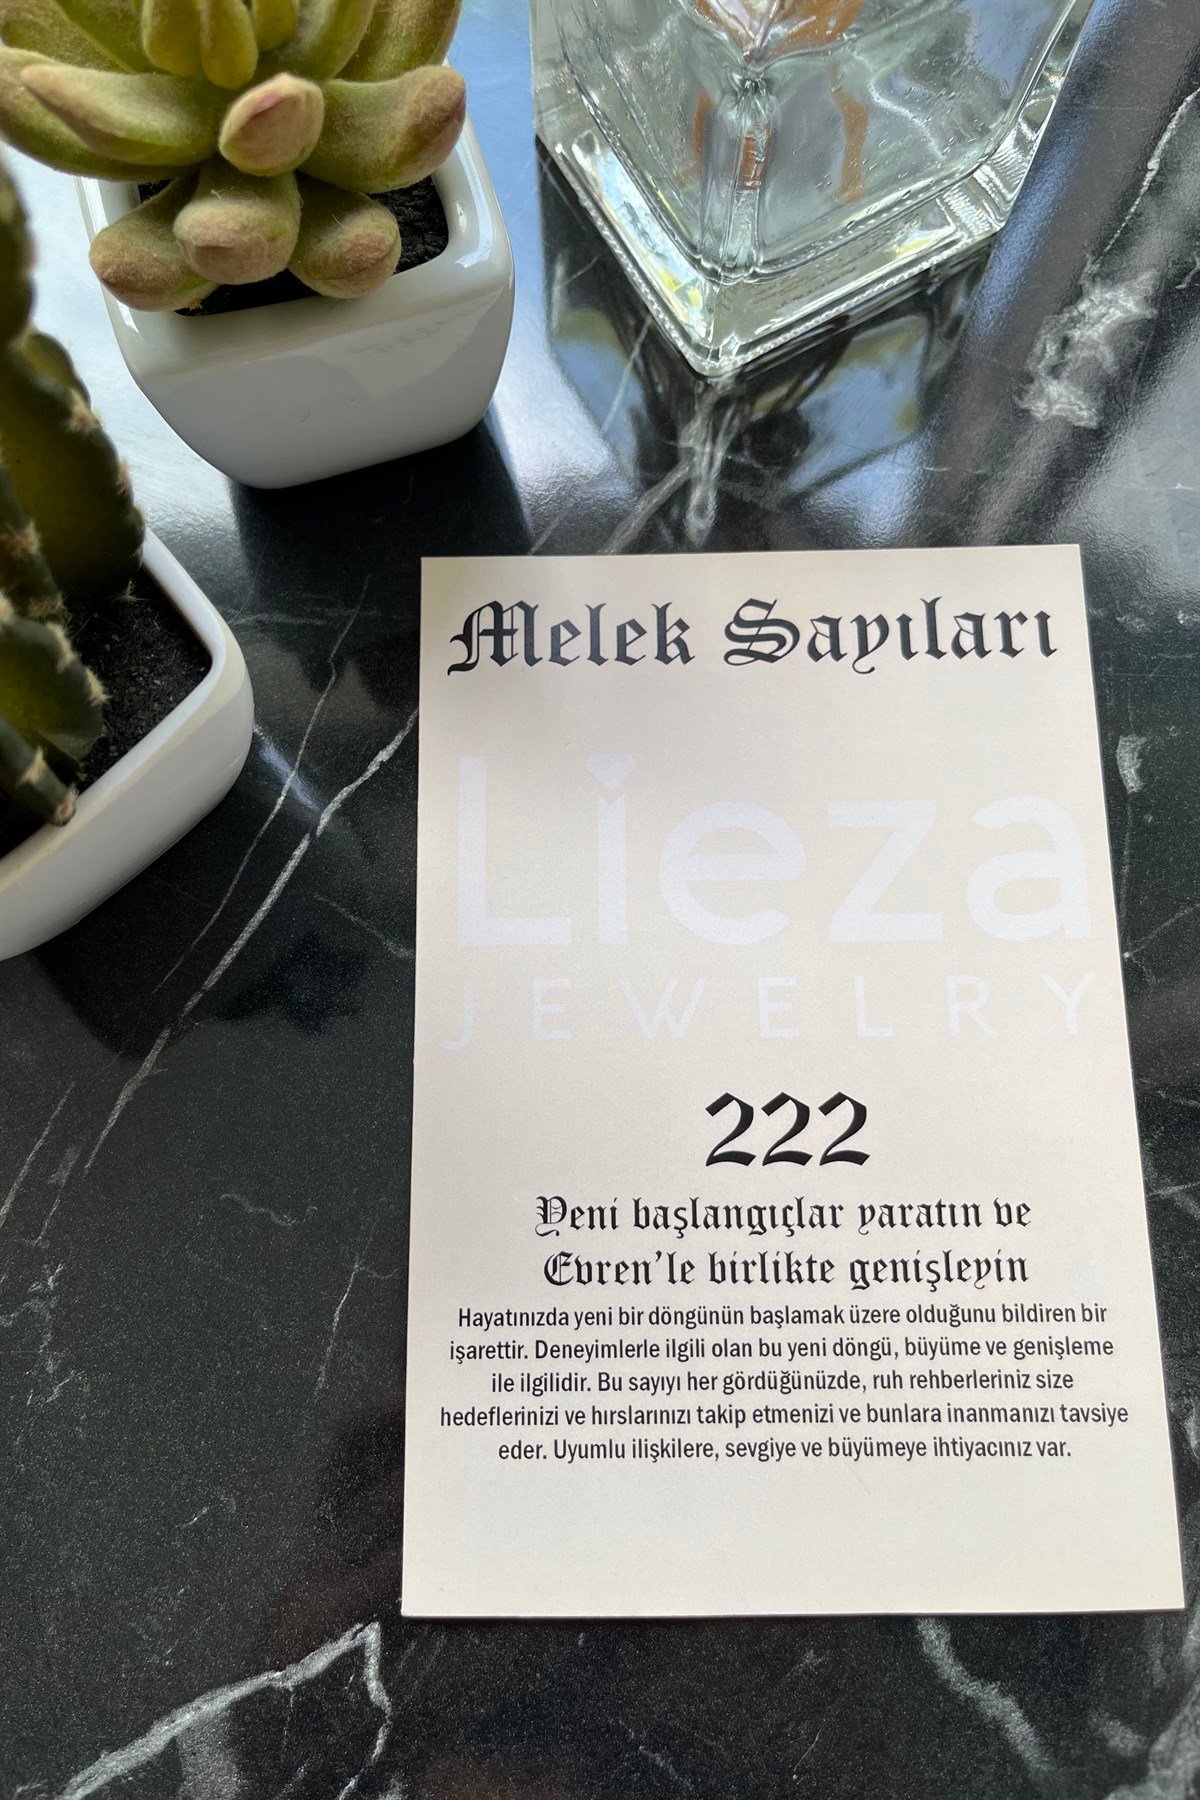 Melek Sayıları
Lieza
JEWELRY
222
Yeni başlangıçlar yaratın ve
Evren'le birlikte genişleyin
Hayatınızda yeni bir döngünün başlamak üzere olduğunu bildiren bir
işarettir. Deneyimlerle ilgili olan bu yeni döngü, büyüme ve genişleme
ile ilgilidir. Bu sayıyı her gördüğünüzde, ruh rehberleriniz size
hedeflerinizi ve hırslarınızı takip etmenizi ve bunlara inanmanızı tavsiye
eder. Uyumlu ilişkilere, sevgiye ve büyümeye ihtiyacınız var.